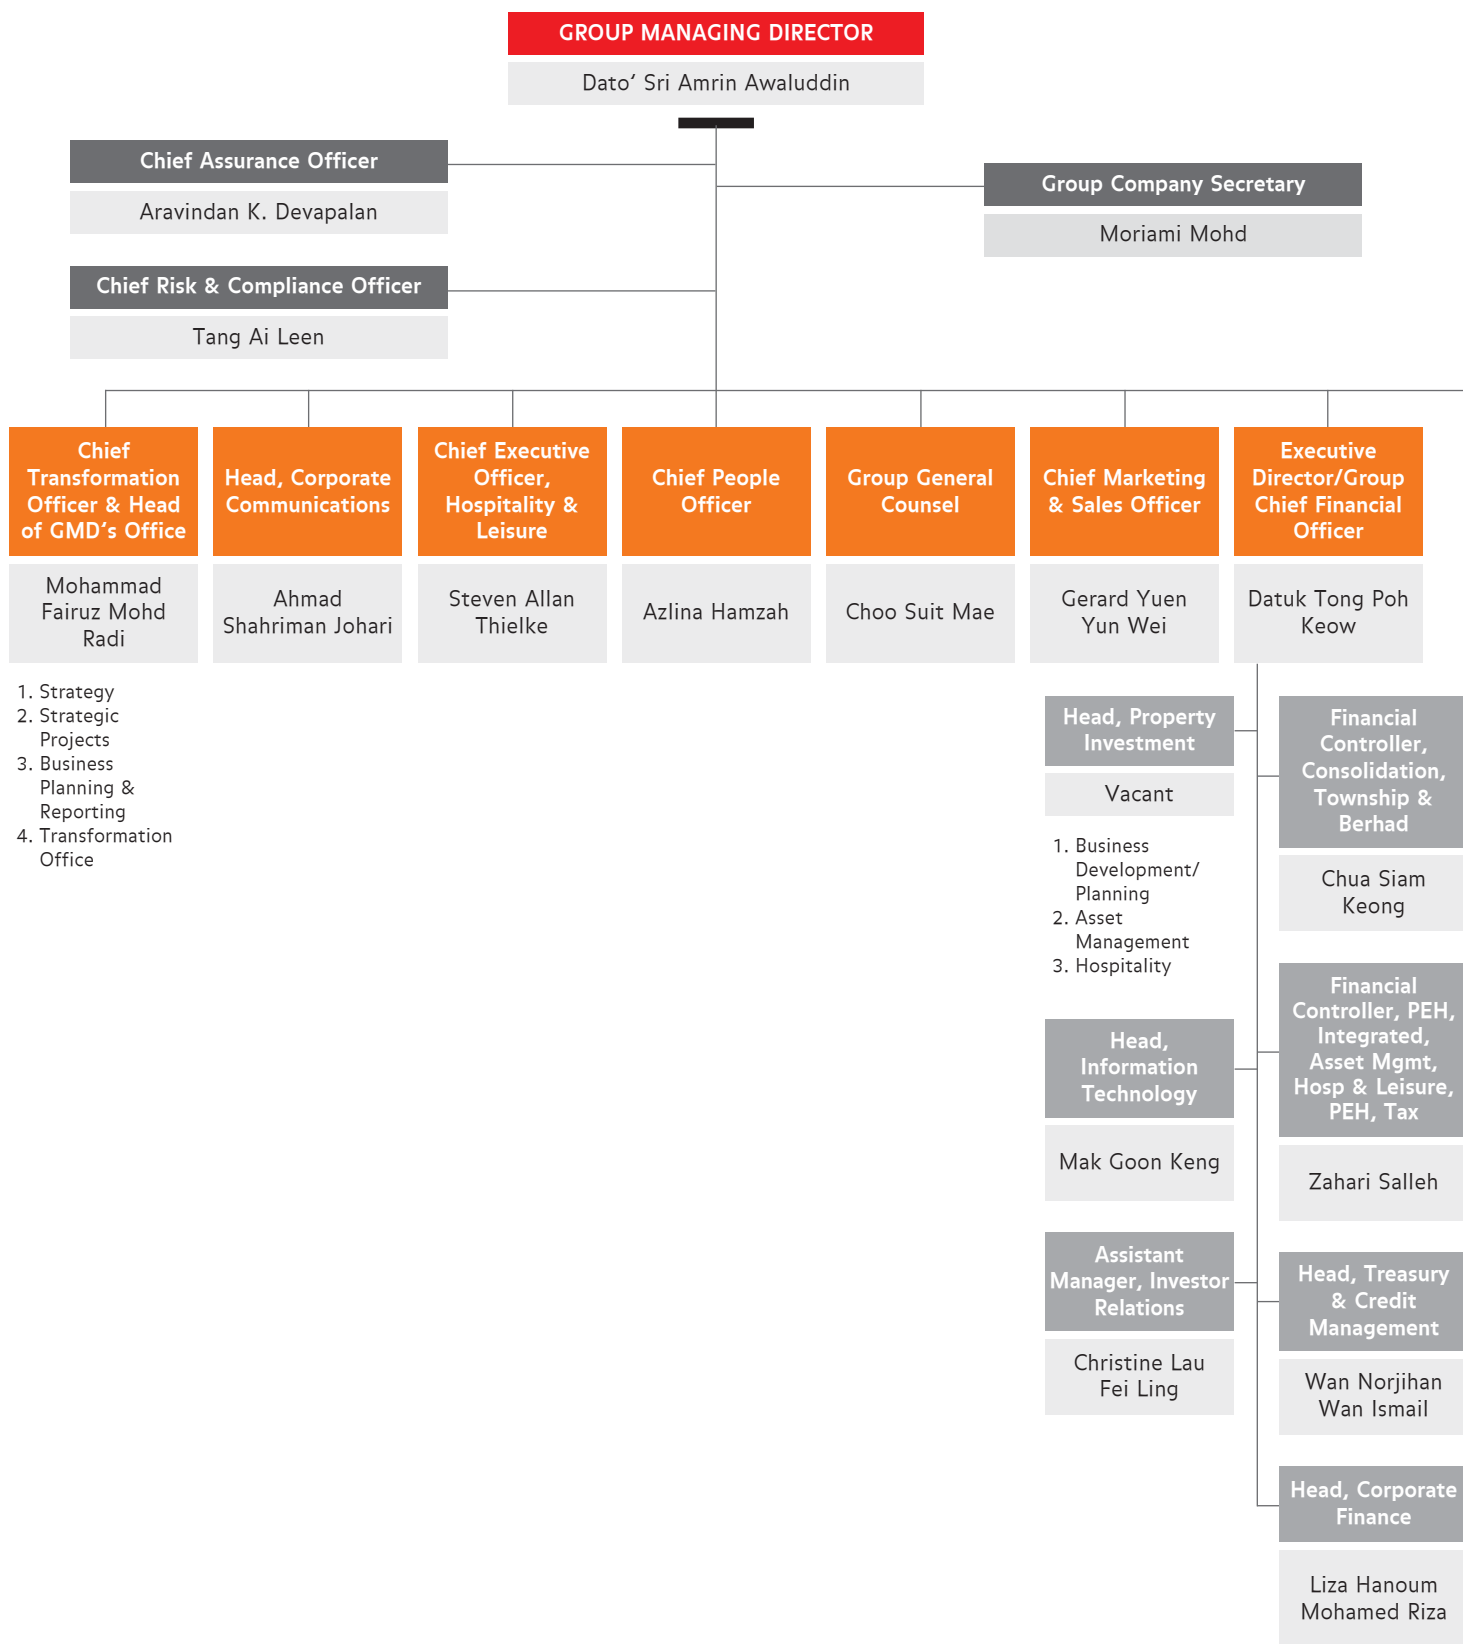 GROUP MANAGING DIRECTOR
Dato‘ Sri Amrin Awaluddin
Chief Assurance Officer
Aravindan K. Devapalan
Group Company Secretary
Moriami Mohd
Chief Risk & Compliance Officer
Tang Ai Leen
Chief
Transformation
Officer & Head
of GMD‘s Office
Mohammad
Fairuz Mohd
Radi
1. Strategy
2. Strategic
Projects
3. Business
Planning &
Reporting
4. Transformation
Office
Head, Corporate
Communications
Ahmad
Shahriman Johari
Chief Executive
Officer,
Hospitality &
Leisure
Steven Allan
Thielke
Chief People
Officer
Azlina Hamzah
Group General
Counsel
Choo Suit Mae
Chief Marketing
& Sales Officer
Gerard Yuen
Yun Wei
Executive
Director/Group
Chief Financial
Officer
Datuk Tong Poh
Keow
Head, Property
Investment
Vacant
1. Business
Development/
Planning
2. Asset
Management
3. Hospitality
Head,
Information
Technology
Mak Goon Keng
Assistant
Manager, Investor
Relations
Christine Lau
Fei Ling
Financial
Controller,
Consolidation,
Township &
Berhad
Chua Siam
Keong
Financial
Controller, PEH,
Integrated,
Asset Mgmt,
Hosp & Leisure,
PEH, Tax
Zahari Salleh
Head, Treasury
& Credit
Management
Wan Norjihan
Wan Ismail
Head, Corporate
Finance
Liza Hanoum
Mohamed Riza